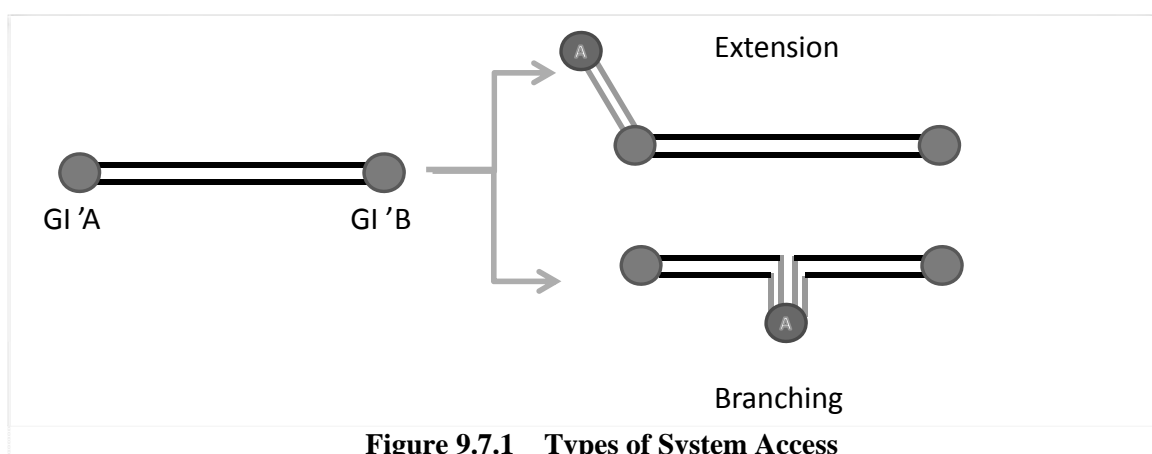 A
Extension
GI ’A
GI ’B
A
Branching
Figure 9.7.1 Types of System Access